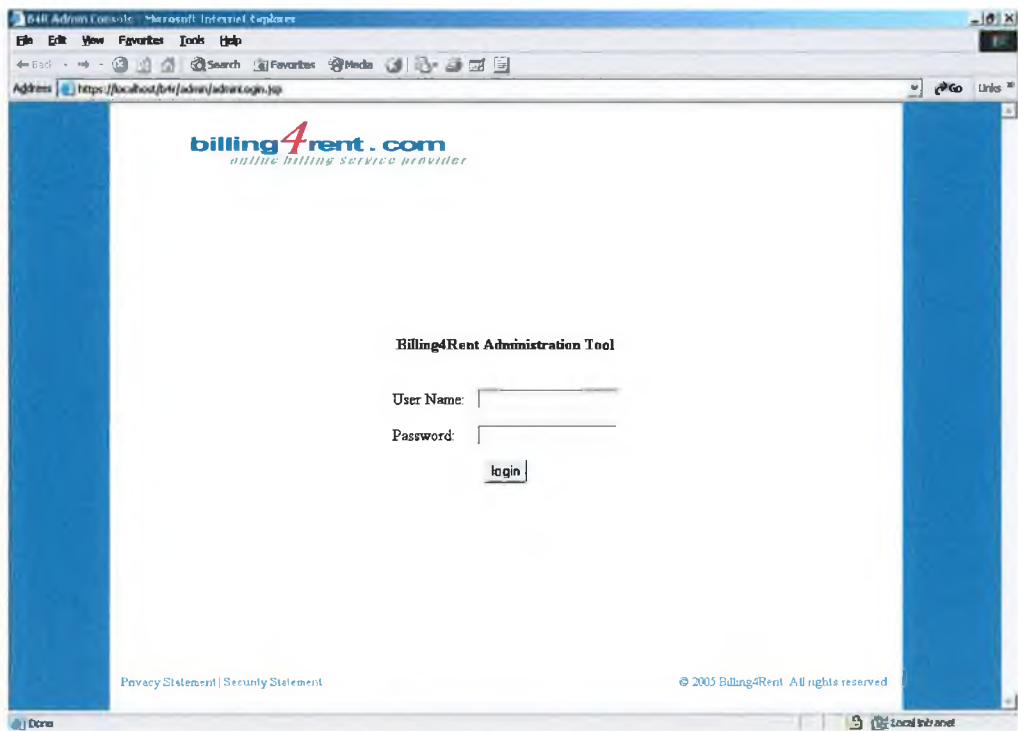 B4R Admin Console - Microsoft Internet Explorer
File Edit View Favorites Tools Help
Back Search Favorites Media
Address https://localhost/b4r/admin/adminLogin.jsp Go Links »
billing4rent.com
online billing service provider
Billing4Rent Administration Tool
User Name:
Password:
login
Privacy Statement | Security Statement
© 2005 Billing4Rent All rights reserved
Done Local intranet